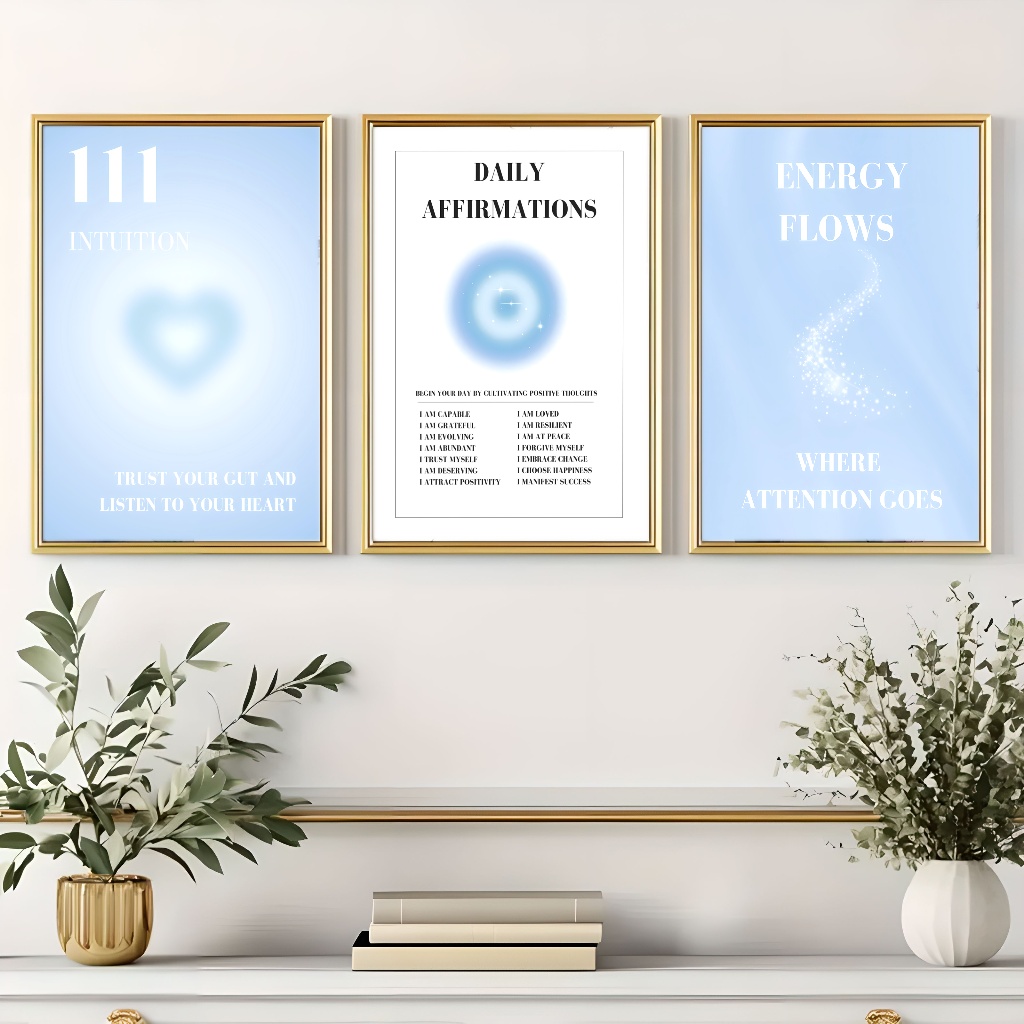 111
INTUITION
TRUST YOUR GUT AND
LISTEN TO YOUR HEART
DAILY
AFFIRMATIONS
BEGIN YOUR DAY BY CULTIVATING POSITIVE THOUGHTS
I AM CAPABLE
I AM GRATEFUL
I AM EVOLVING
I AM ABUNDANT
I TRUST MYSELF
I AM DESERVING
I ATTRACT POSITIVITY
I AM LOVED
I AM RESILIENT
I AM AT PEACE
I FORGIVE MYSELF
I EMBRACE CHANGE
I CHOOSE HAPPINESS
I MANIFEST SUCCESS
ENERGY
FLOWS
WHERE
ATTENTION GOES